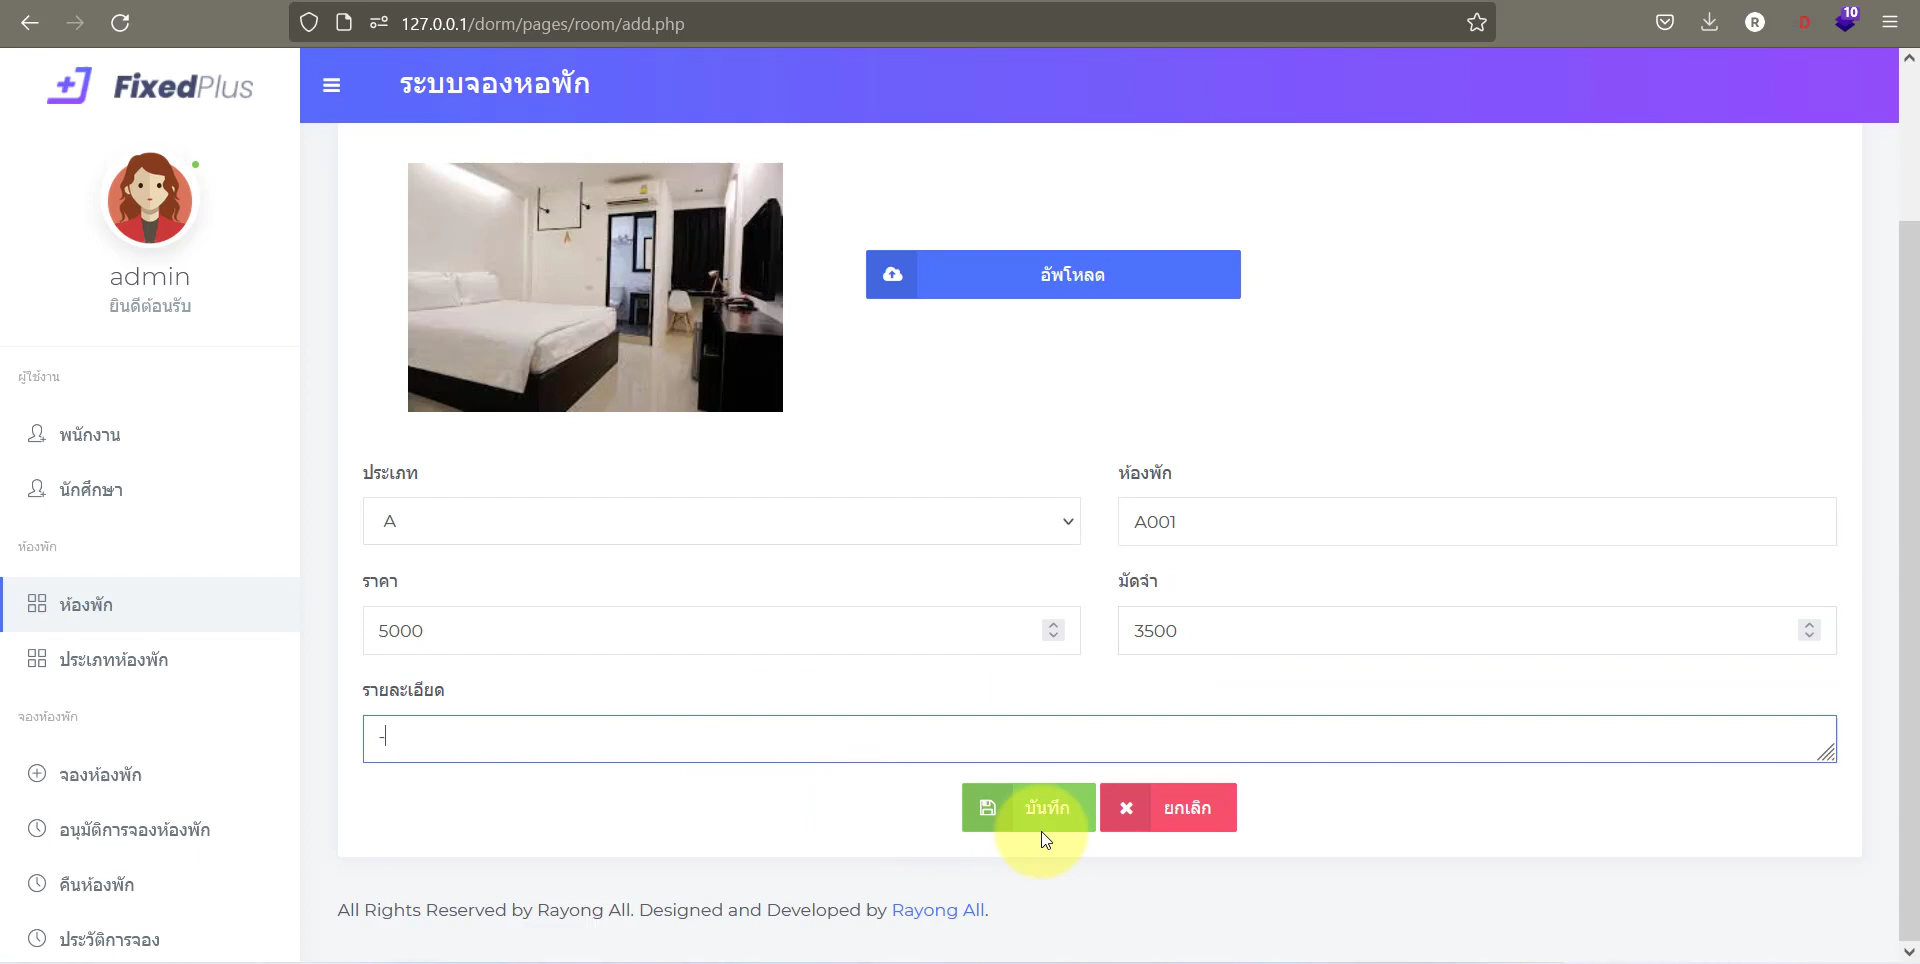 127.0.0.1/dorm/pages/room/add.php
R
D
10
FixedPlus
ระบบจองหอพัก
admin
ยินดีต้อนรับ
อัพโหลด
ผู้ใช้งาน
พนักงาน
นักศึกษา
ห้องพัก
ห้องพัก
ประเภทห้องพัก
จองห้องพัก
จองห้องพัก
อนุมัติการจองห้องพัก
คืนห้องพัก
ประวัติการจอง
ประเภท
ห้องพัก
A
A001
ราคา
มัดจำ
5000
3500
รายละเอียด
-
บันทึก
ยกเลิก
All Rights Reserved by Rayong All. Designed and Developed by Rayong All.